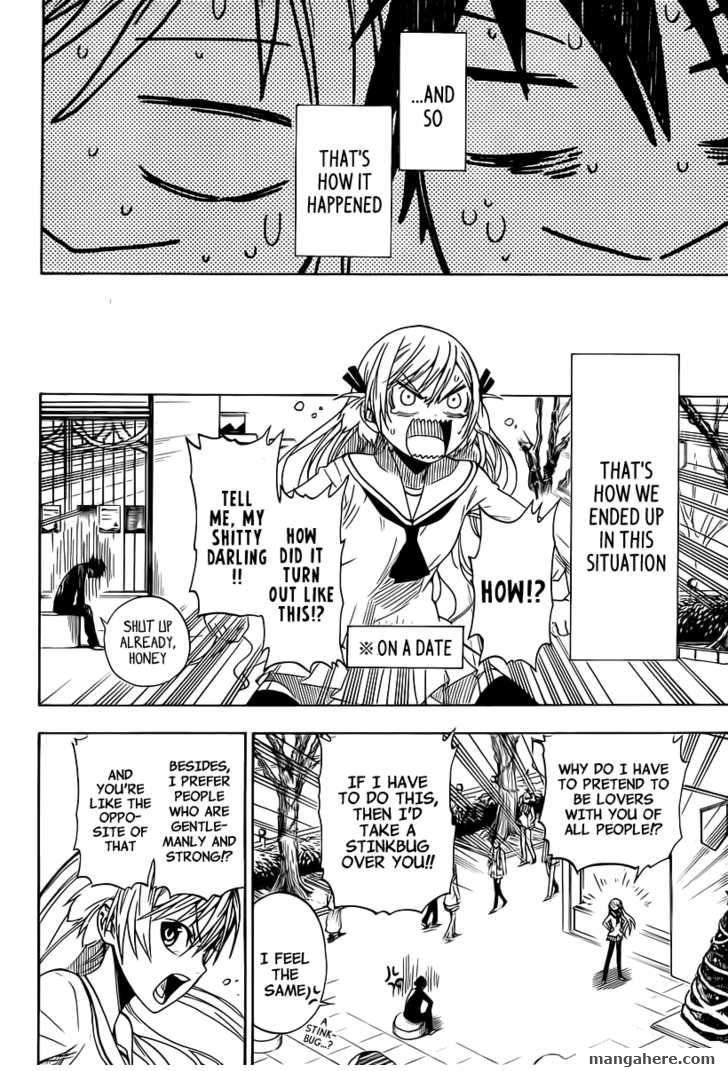 ...AND
SO
THAT'S
HOW IT
HAPPENED
THAT'S
HOW WE
ENDED UP
IN THIS
SITUATION
HOW!?
HOW
DID IT
TURN
OUT LIKE
THIS!?
TELL
ME, MY
SHITTY
DARLING
!!
※ ON A DATE
SHUT UP
ALREADY,
HONEY
WHY DO I HAVE
TO PRETEND
TO BE LOVERS
WITH YOU OF
ALL PEOPLE!?
IF I HAVE
TO DO THIS,
THEN I'D
TAKE A
STINKBUG
OVER YOU!!
I FEEL
THE
SAME
A
STINK-
BUG...?
BESIDES,
I PREFER
PEOPLE
WHO ARE
GENTLE-
MANLY AND
STRONG!?
AND
YOU'RE
LIKE THE
OPPO-
SITE OF
THAT
mangahere.com